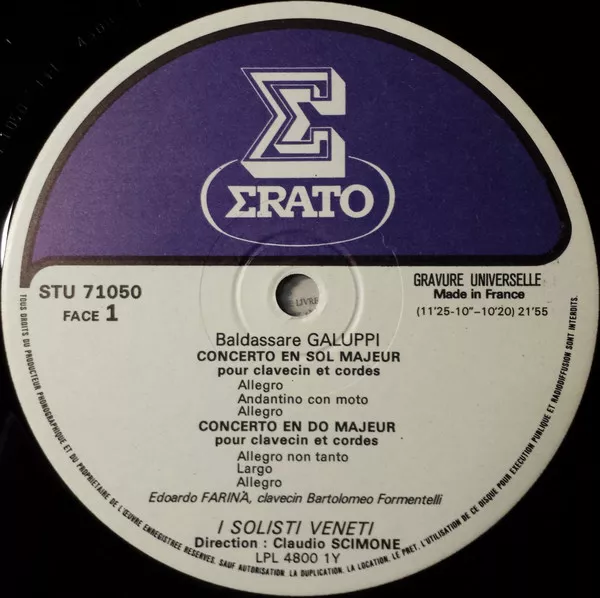 Σ
ΣRATO
STU 71050
FACE 1
GRAVURE UNIVERSELLE
Made in France
(11'25-10"-10'20) 21'55
Baldassare GALUPPI
CONCERTO EN SOL MAJEUR
pour clavecin et cordes
Allegro
Andantino con moto
Allegro
CONCERTO EN DO MAJEUR
pour clavecin et cordes
Allegro non tanto
Largo
Allegro
Edoardo FARINA, clavecin Bartolomeo Formentelli
I SOLISTI VENETI
Direction : Claudio SCIMONE
LPL 4800 1Y
TOUS DROITS DU PRODUCTEUR PHONOGRAPHIQUE ET DU PROPRIETAIRE DE L'ŒUVRE ENREGISTREE RESERVES. SAUF AUTORISATION. LA DUPLICATION. LA LOCATION. LE PRET. L'UTILISATION DE CE DISQUE POUR EXECUTION PUBLIQUE ET RADIODIFFUSION SONT INTERDITES.